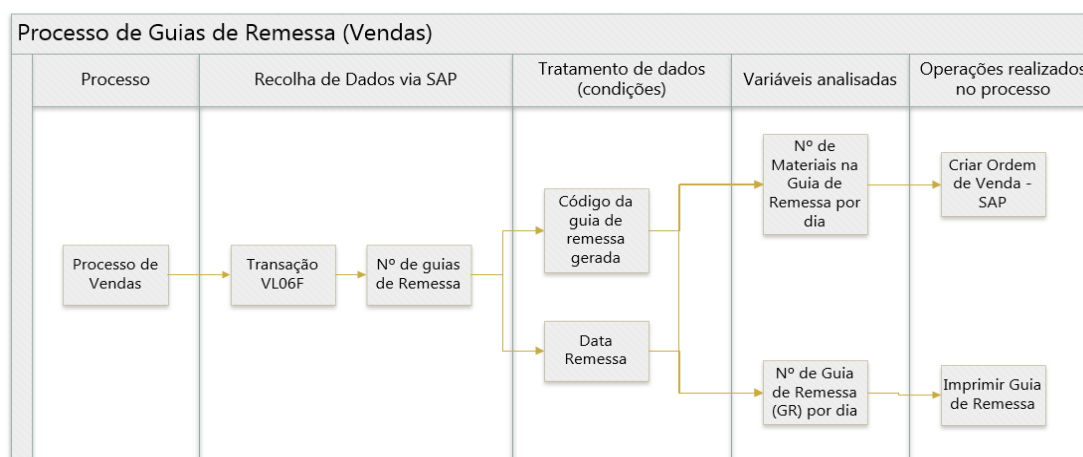 Processo de Guias de Remessa (Vendas)
Processo
Recolha de Dados via SAP
Tratamento de dados
(condições)
Variáveis analisadas
Operações realizados
no processo
Processo de
Vendas
Transação
VL06F
Nº de guias
de Remessa
Código da
guia de
remessa
gerada
Data
Remessa
Nº de
Materiais na
Guia de
Remessa por
dia
Nº de Guia
de Remessa
(GR) por dia
Criar Ordem
de Venda -
SAP
Imprimir Guia
de Remessa